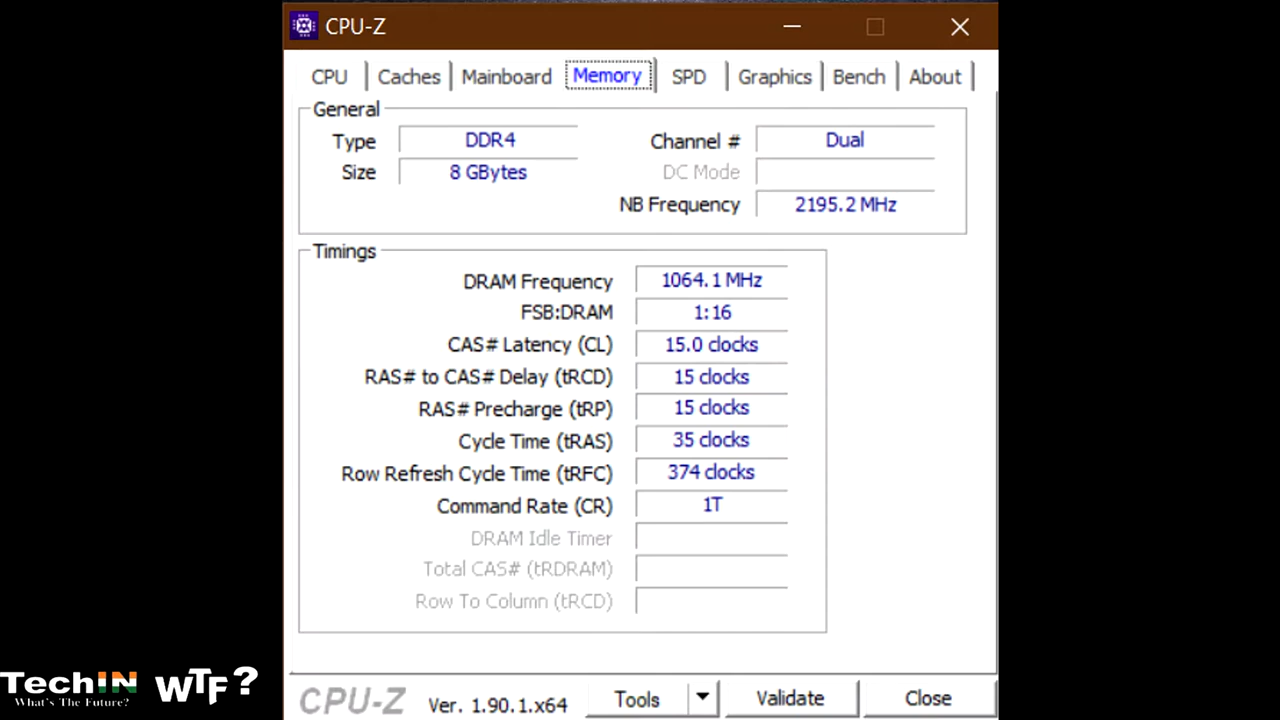 CPU-Z
CPU Caches Mainboard Memory SPD Graphics Bench About
General
Type DDR4 Channel # Dual
Size 8 GBytes DC Mode
NB Frequency 2195.2 MHz
Timings
DRAM Frequency 1064.1 MHz
FSB:DRAM 1:16
CAS# Latency (CL) 15.0 clocks
RAS# to CAS# Delay (tRCD) 15 clocks
RAS# Precharge (tRP) 15 clocks
Cycle Time (tRAS) 35 clocks
Row Refresh Cycle Time (tRFC) 374 clocks
Command Rate (CR) 1T
DRAM Idle Timer
Total CAS# (tRDRAM)
Row To Column (tRCD)
TechIN WTF?
What's The Future?
CPU-Z Ver. 1.90.1.x64 Tools Validate Close